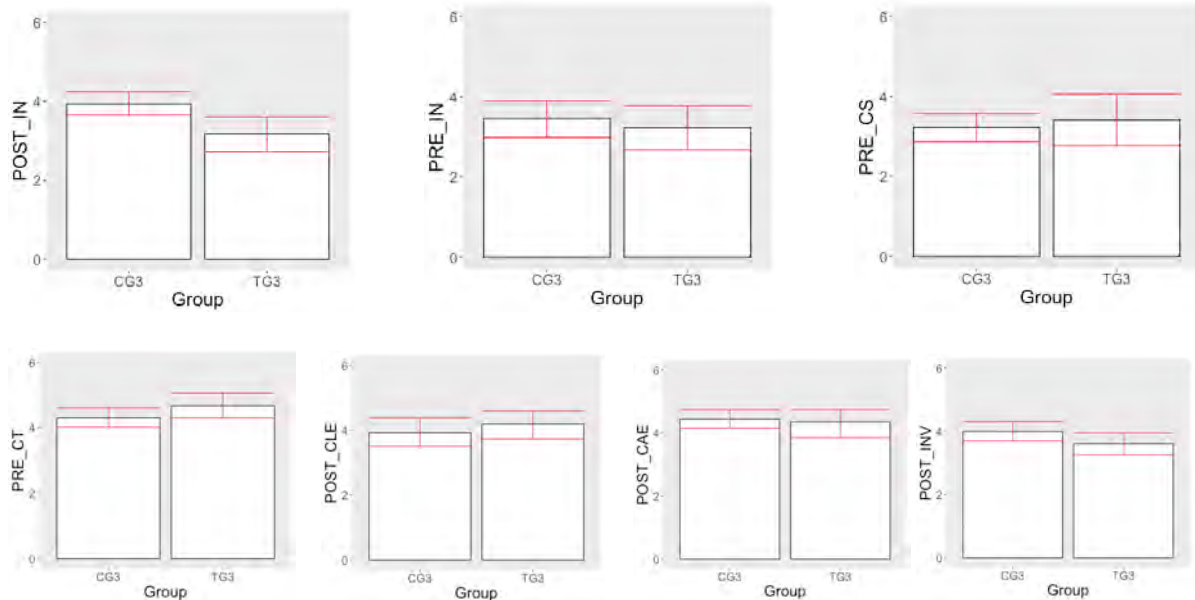 POST_IN
6
4
2
0
CG3 TG3
Group
PRE_IN
6
4
2
0
CG3 TG3
Group
PRE_CS
6
4
2
0
CG3 TG3
Group
PRE_CT
6
4
2
0
CG3 TG3
Group
POST_CLE
6
4
2
0
CG3 TG3
Group
POST_CAE
6
4
2
0
CG3 TG3
Group
POST_INV
6
4
2
0
CG3 TG3
Group